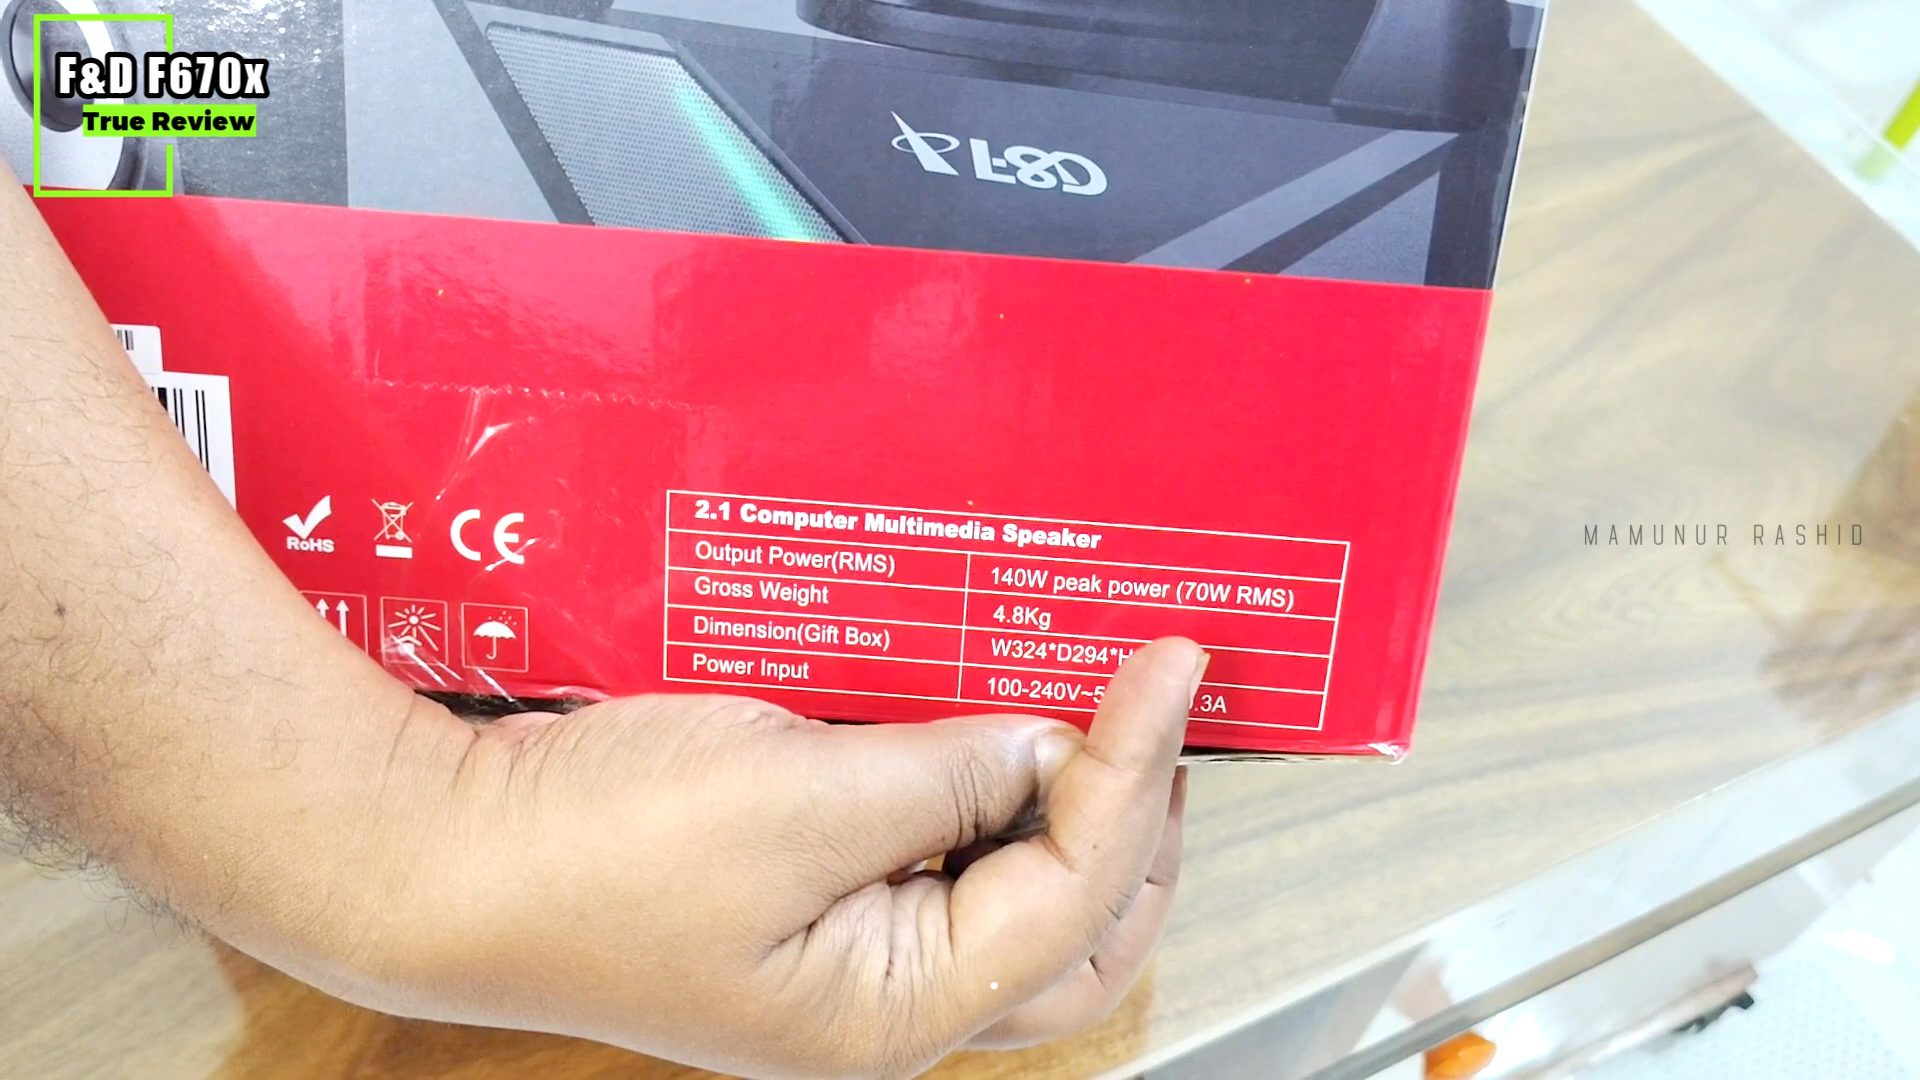 F&D F670x
True Review
F&D
MAMUNUR RASHID
RoHS
CE
2.1 Computer Multimedia Speaker
Output Power(RMS) 140W peak power (70W RMS)
Gross Weight 4.8Kg
Dimension(Gift Box) W324*D294*H
Power Input 100-240V~5 .3A